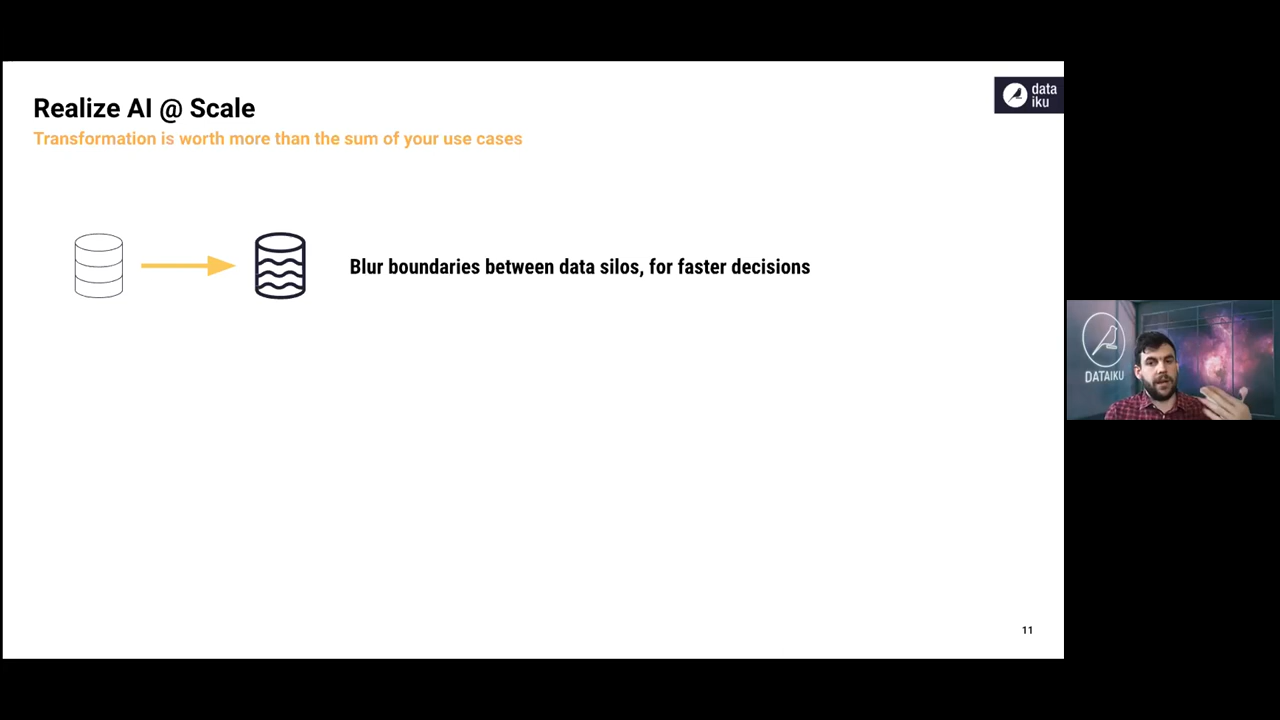 Realize AI @ Scale
Transformation is worth more than the sum of your use cases
data
iku
Blur boundaries between data silos, for faster decisions
DATAIKU
11